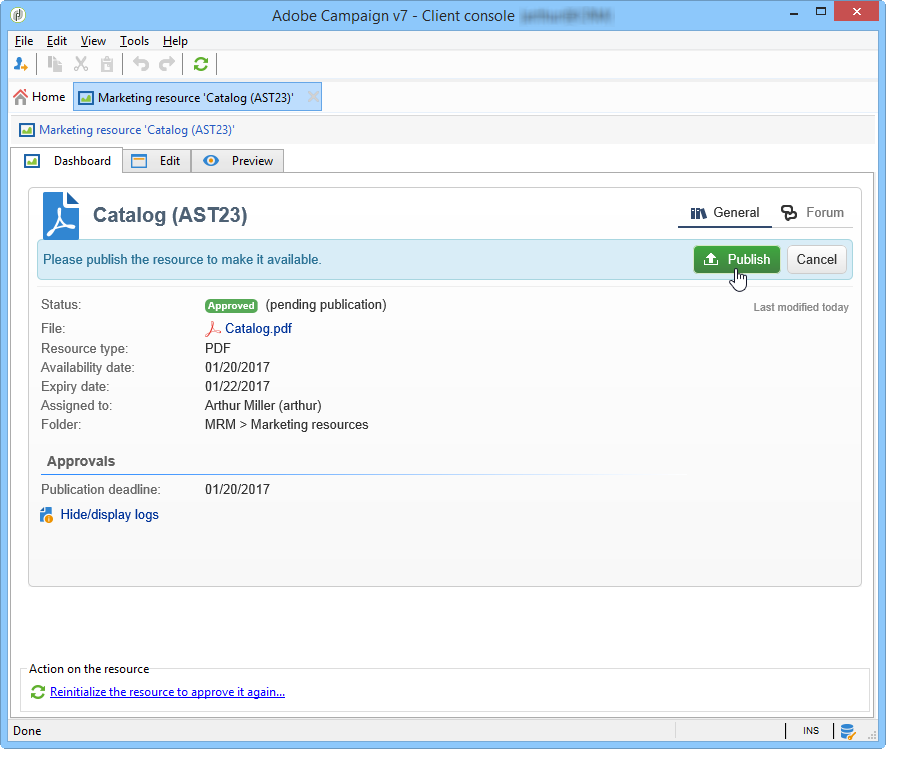 Adobe Campaign v7 - Client console
File Edit View Tools Help
Home Marketing resource 'Catalog (AST23)'
Marketing resource 'Catalog (AST23)'
Dashboard Edit Preview
Catalog (AST23) General Forum
Please publish the resource to make it available. Publish Cancel
Status: Approved (pending publication) Last modified today
File: Catalog.pdf
Resource type: PDF
Availability date: 01/20/2017
Expiry date: 01/22/2017
Assigned to: Arthur Miller (arthur)
Folder: MRM > Marketing resources
Approvals
Publication deadline: 01/20/2017
Hide/display logs
Action on the resource
Reinitialize the resource to approve it again...
Done INS